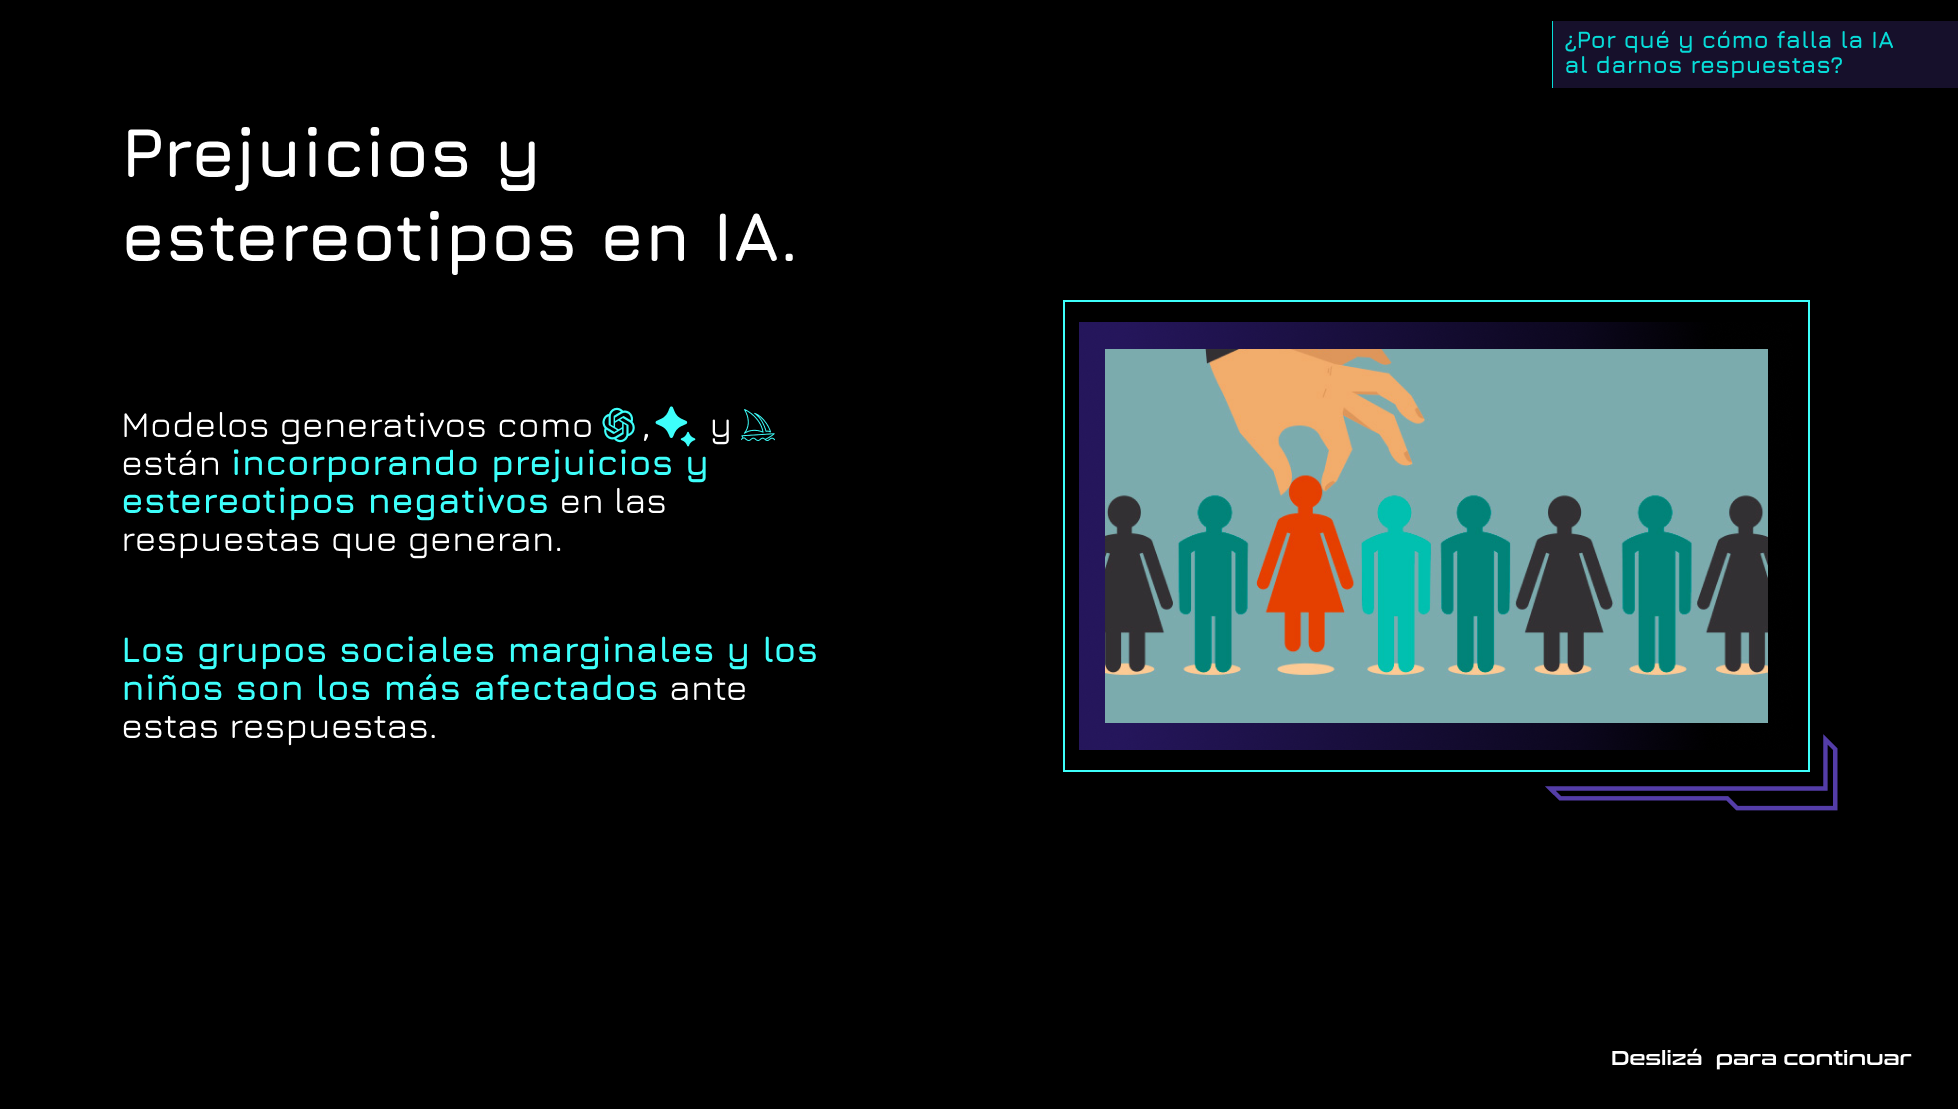 ¿Por qué y cómo falla la IA
al darnos respuestas?
Prejuicios y
estereotipos en IA.
Modelos generativos como , y
están incorporando prejuicios y
estereotipos negativos en las
respuestas que generan.
Los grupos sociales marginales y los
niños son los más afectados ante
estas respuestas.
Deslizá para continuar